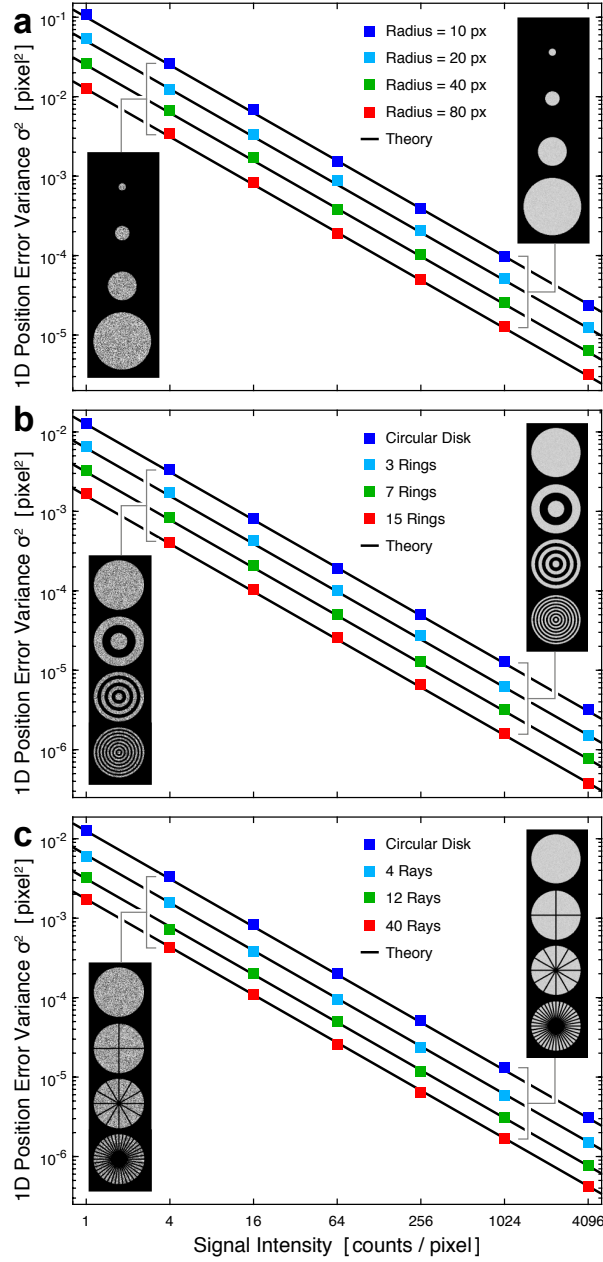 a
1D Position Error Variance σ² [pixel²]
10⁻¹
10⁻²
10⁻³
10⁻⁴
10⁻⁵
Radius = 10 px
Radius = 20 px
Radius = 40 px
Radius = 80 px
Theory
b
1D Position Error Variance σ² [pixel²]
10⁻²
10⁻³
10⁻⁴
10⁻⁵
10⁻⁶
Circular Disk
3 Rings
7 Rings
15 Rings
Theory
c
1D Position Error Variance σ² [pixel²]
10⁻²
10⁻³
10⁻⁴
10⁻⁵
10⁻⁶
Circular Disk
4 Rays
12 Rays
40 Rays
Theory
1 4 16 64 256 1024 4096
Signal Intensity [counts / pixel]